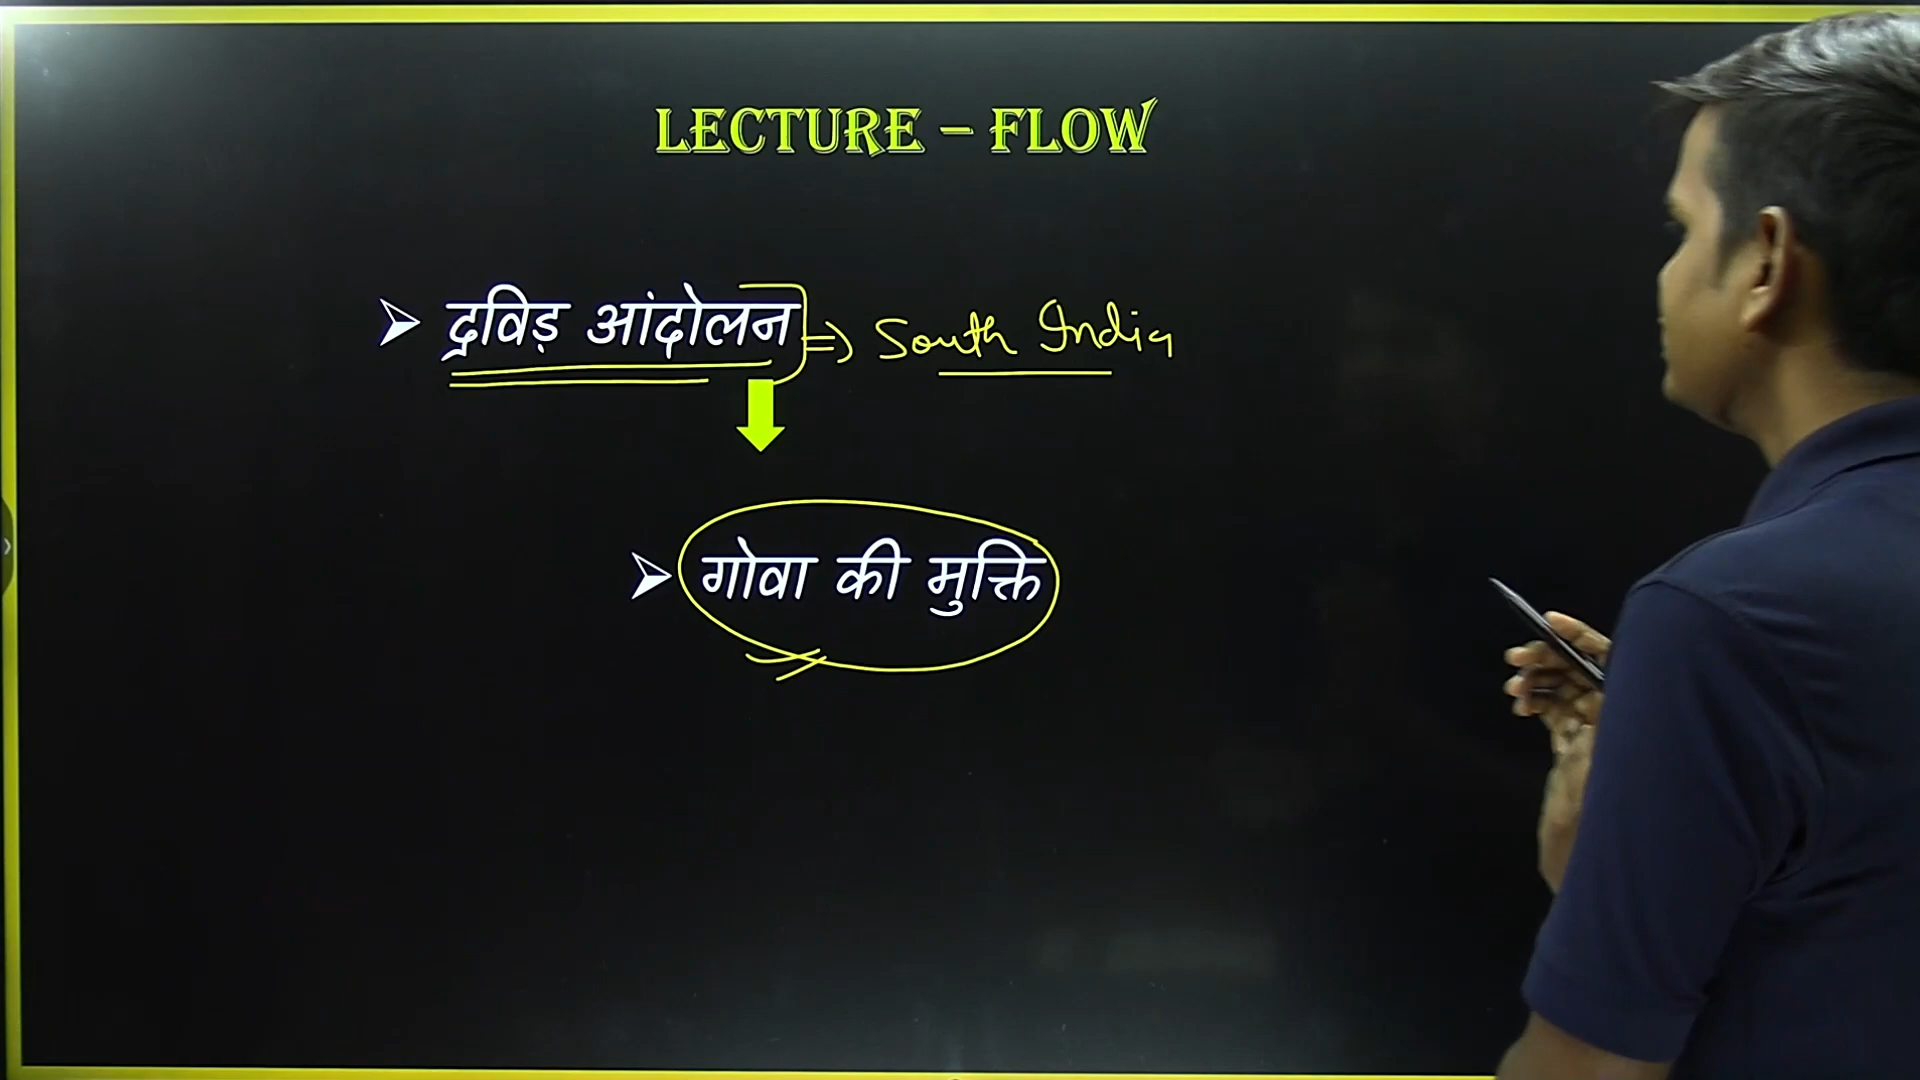 LECTURE – FLOW
➢ द्रविड़ आंदोलन ⇒ South India
➢ गोवा की मुक्ति